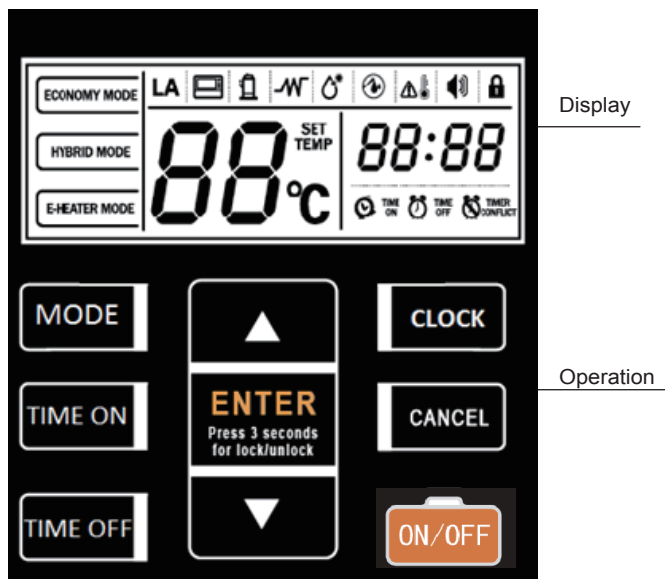 ECONOMY MODE
HYBRID MODE
E-HEATER MODE
LA
88
SET
TEMP
°C
88:88
TIME
ON
TIME
OFF
TIMER
CONFLICT
Display
MODE
TIME ON
TIME OFF
ENTER
Press 3 seconds
for lock/unlock
CLOCK
CANCEL
ON/OFF
Operation